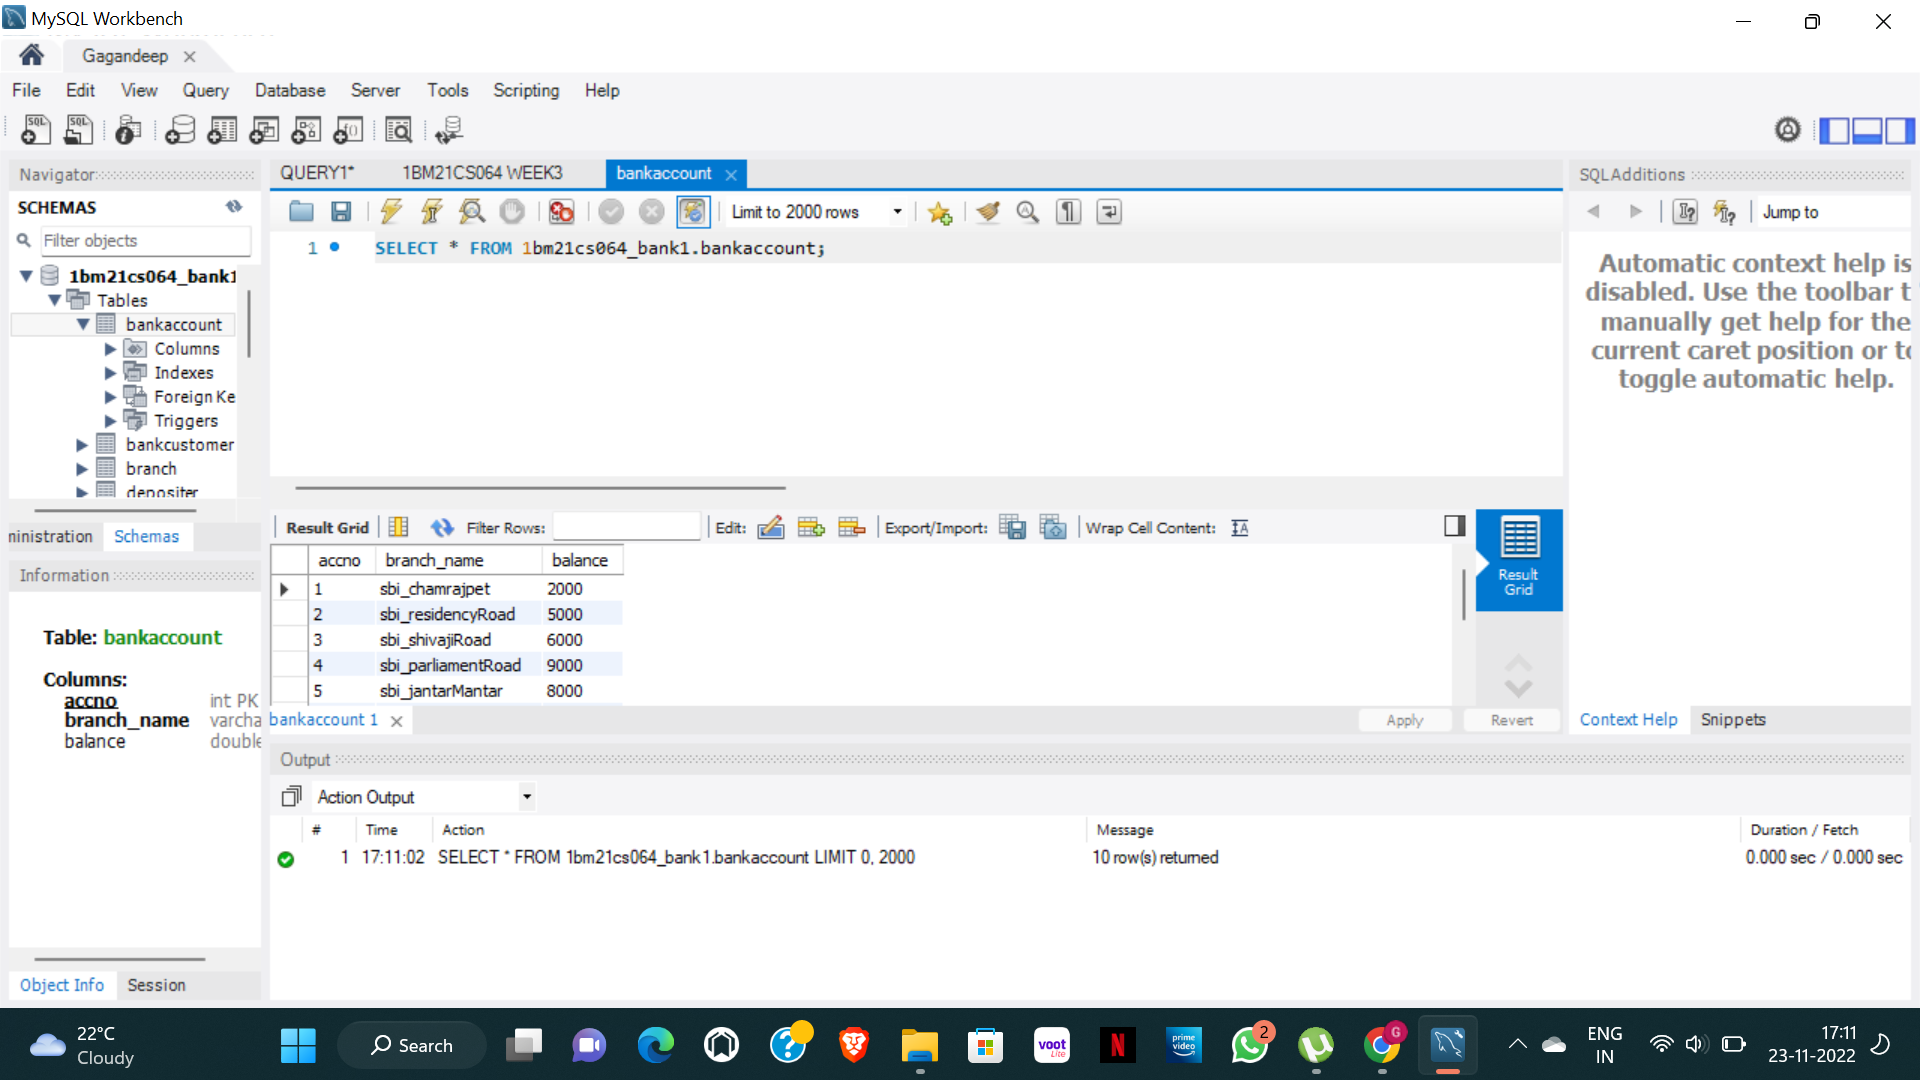 MySQL Workbench
Gagandeep
File Edit View Query Database Server Tools Scripting Help
Navigator
SCHEMAS
Filter objects
1bm21cs064_bank1
Tables
bankaccount
Columns
Indexes
Foreign Ke
Triggers
bankcustomer
branch
depositer
ministration Schemas
Information
Table: bankaccount
Columns:
accno int PK
branch_name varcha
balance double
Object Info Session
QUERY1* 1BM21CS064 WEEK3 bankaccount
Limit to 2000 rows
1 SELECT * FROM 1bm21cs064_bank1.bankaccount;
Result Grid Filter Rows: Edit: Export/Import: Wrap Cell Content:
accno branch_name balance
1 sbi_chamrajpet 2000
2 sbi_residencyRoad 5000
3 sbi_shivajiRoad 6000
4 sbi_parliamentRoad 9000
5 sbi_jantarMantar 8000
Result
Grid
bankaccount 1 Apply Revert
SQLAdditions
Jump to
Automatic context help is
disabled. Use the toolbar t
manually get help for the
current caret position or to
toggle automatic help.
Context Help Snippets
Output
Action Output
# Time Action Message Duration / Fetch
1 17:11:02 SELECT * FROM 1bm21cs064_bank1.bankaccount LIMIT 0, 2000 10 row(s) returned 0.000 sec / 0.000 sec
22°C
Cloudy
Search
voot
Lite
N
prime
video
2
G
ENG
IN
17:11
23-11-2022